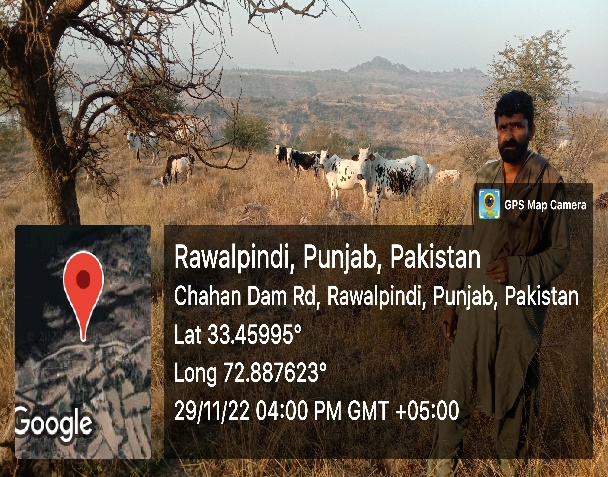 GPS Map Camera
Rawalpindi, Punjab, Pakistan
Chahan Dam Rd, Rawalpindi, Punjab, Pakistan
Lat 33.45995°
Long 72.887623°
29/11/22 04:00 PM GMT +05:00
Google